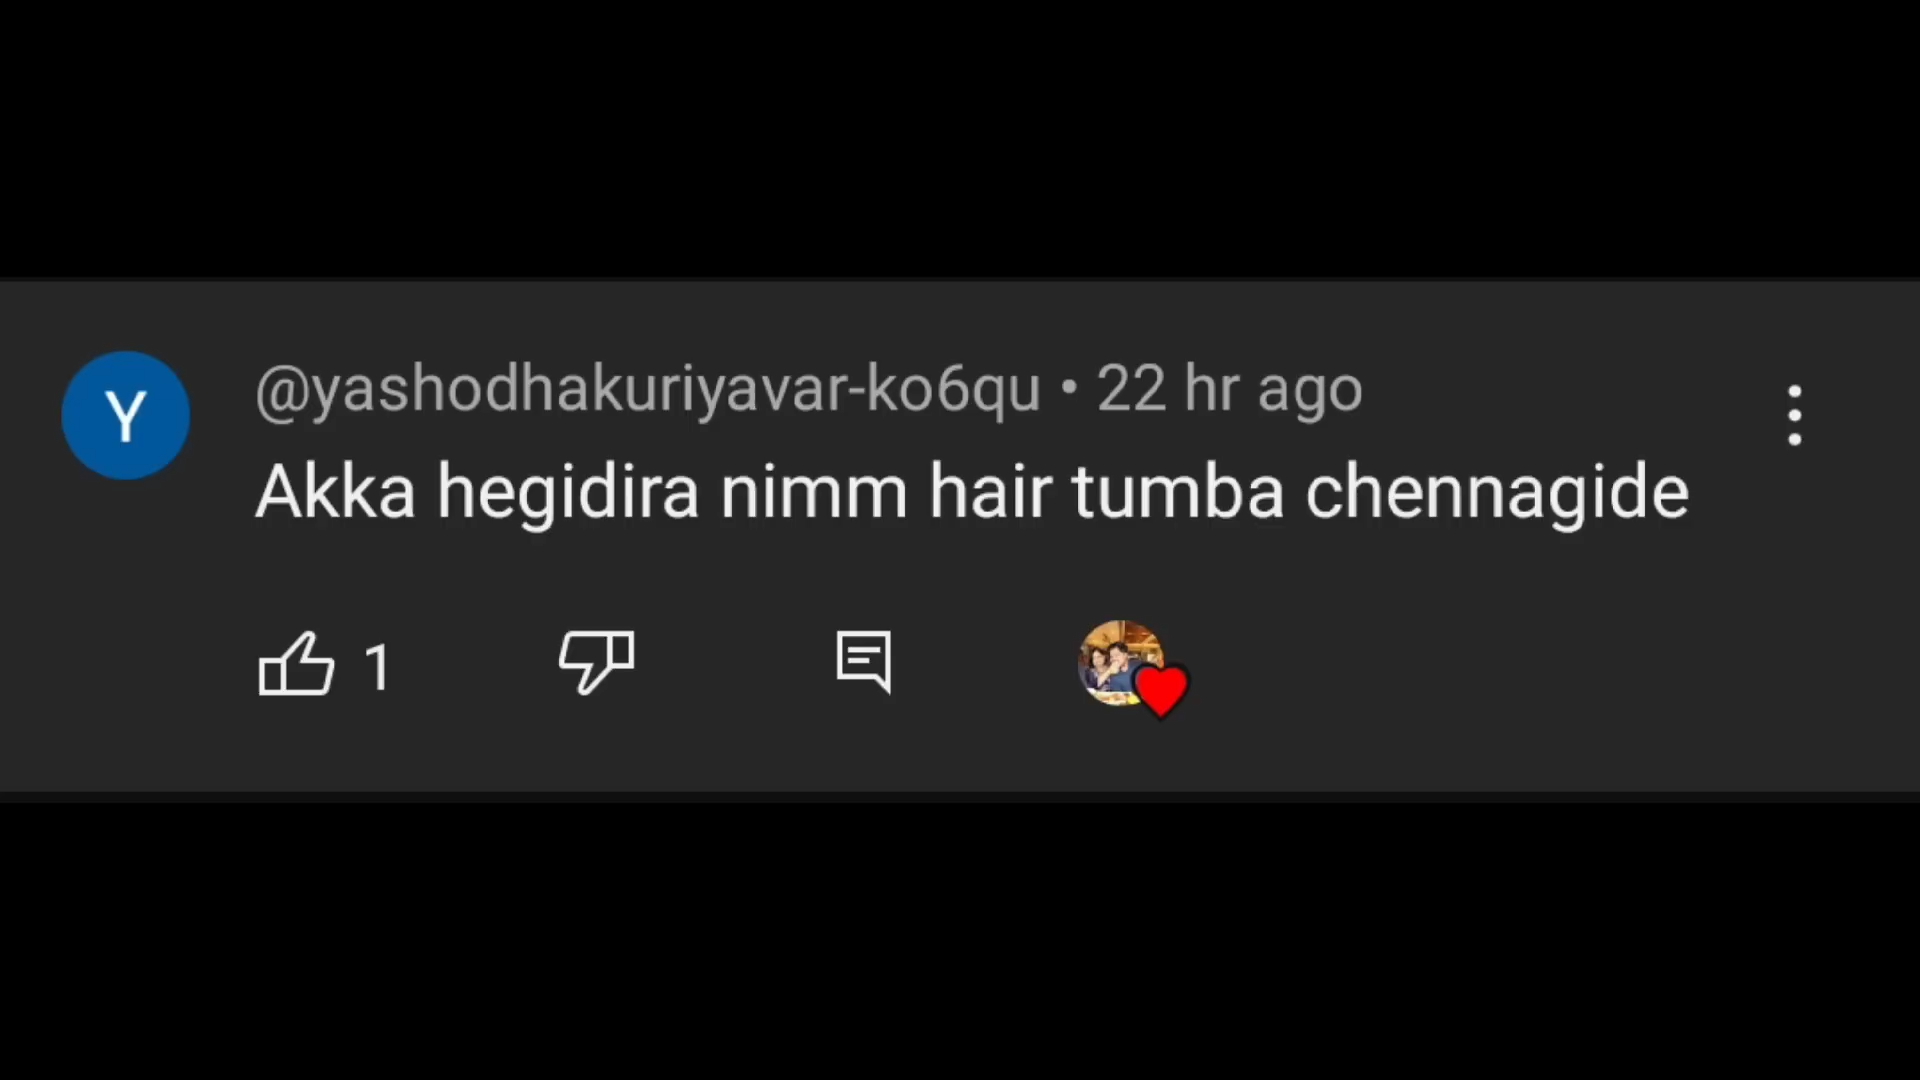 Y
@yashodhakuriyavar-ko6qu • 22 hr ago
Akka hegidira nimm hair tumba chennagide
1